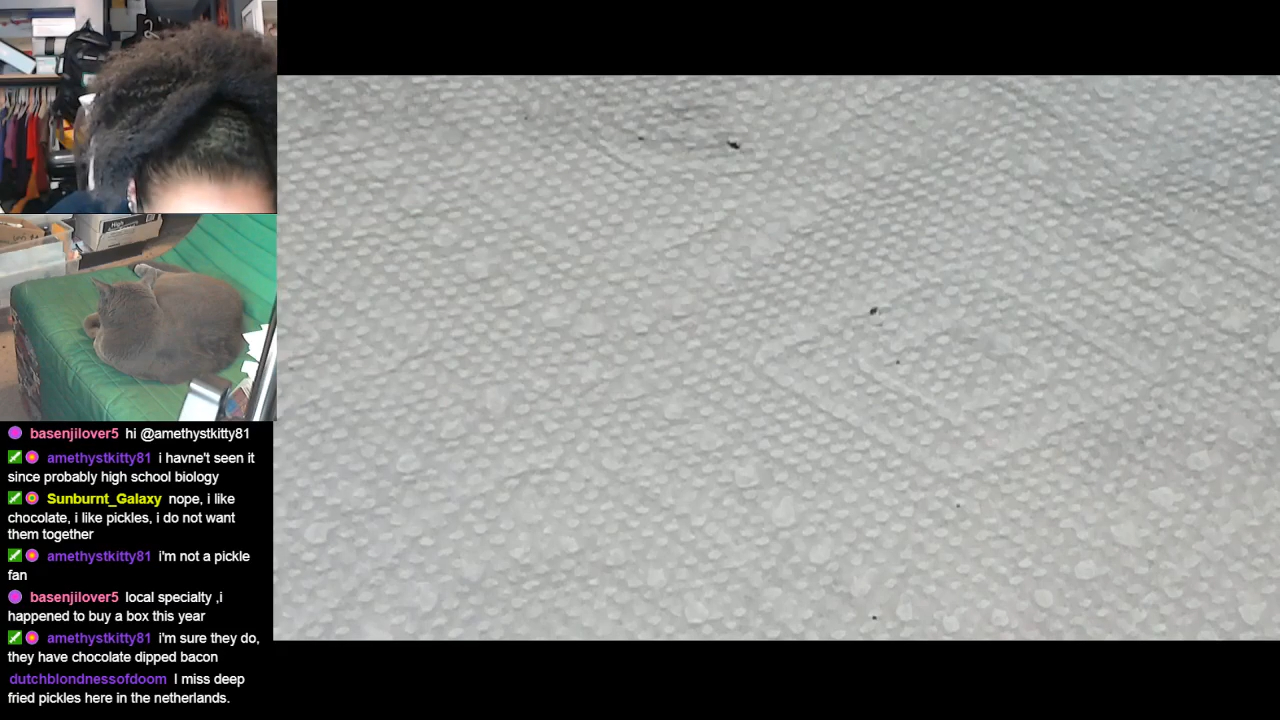 High
basenjilover5 hi @amethystkitty81
amethystkitty81 i havne't seen it
since probably high school biology
Sunburnt_Galaxy nope, i like
chocolate, i like pickles, i do not want
them together
amethystkitty81 i'm not a pickle
fan
basenjilover5 local specialty ,i
happened to buy a box this year
amethystkitty81 i'm sure they do,
they have chocolate dipped bacon
dutchblondnessofdoom I miss deep
fried pickles here in the netherlands.